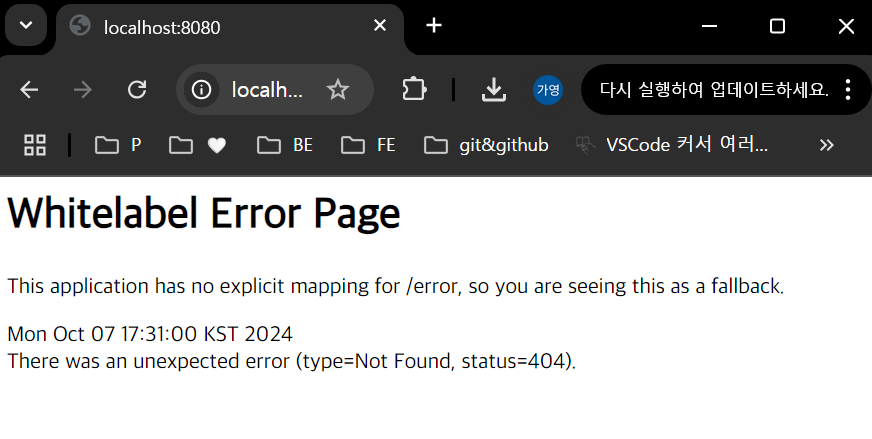 localhost:8080
localh...
가영
다시 실행하여 업데이트하세요.
P
BE
FE
git&github
VSCode 커서 여러...
Whitelabel Error Page
This application has no explicit mapping for /error, so you are seeing this as a fallback.
Mon Oct 07 17:31:00 KST 2024
There was an unexpected error (type=Not Found, status=404).